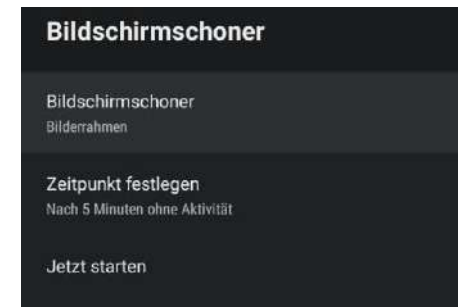 Bildschirmschoner
Bildschirmschoner
Bilderrahmen
Zeitpunkt festlegen
Nach 5 Minuten ohne Aktivität
Jetzt starten